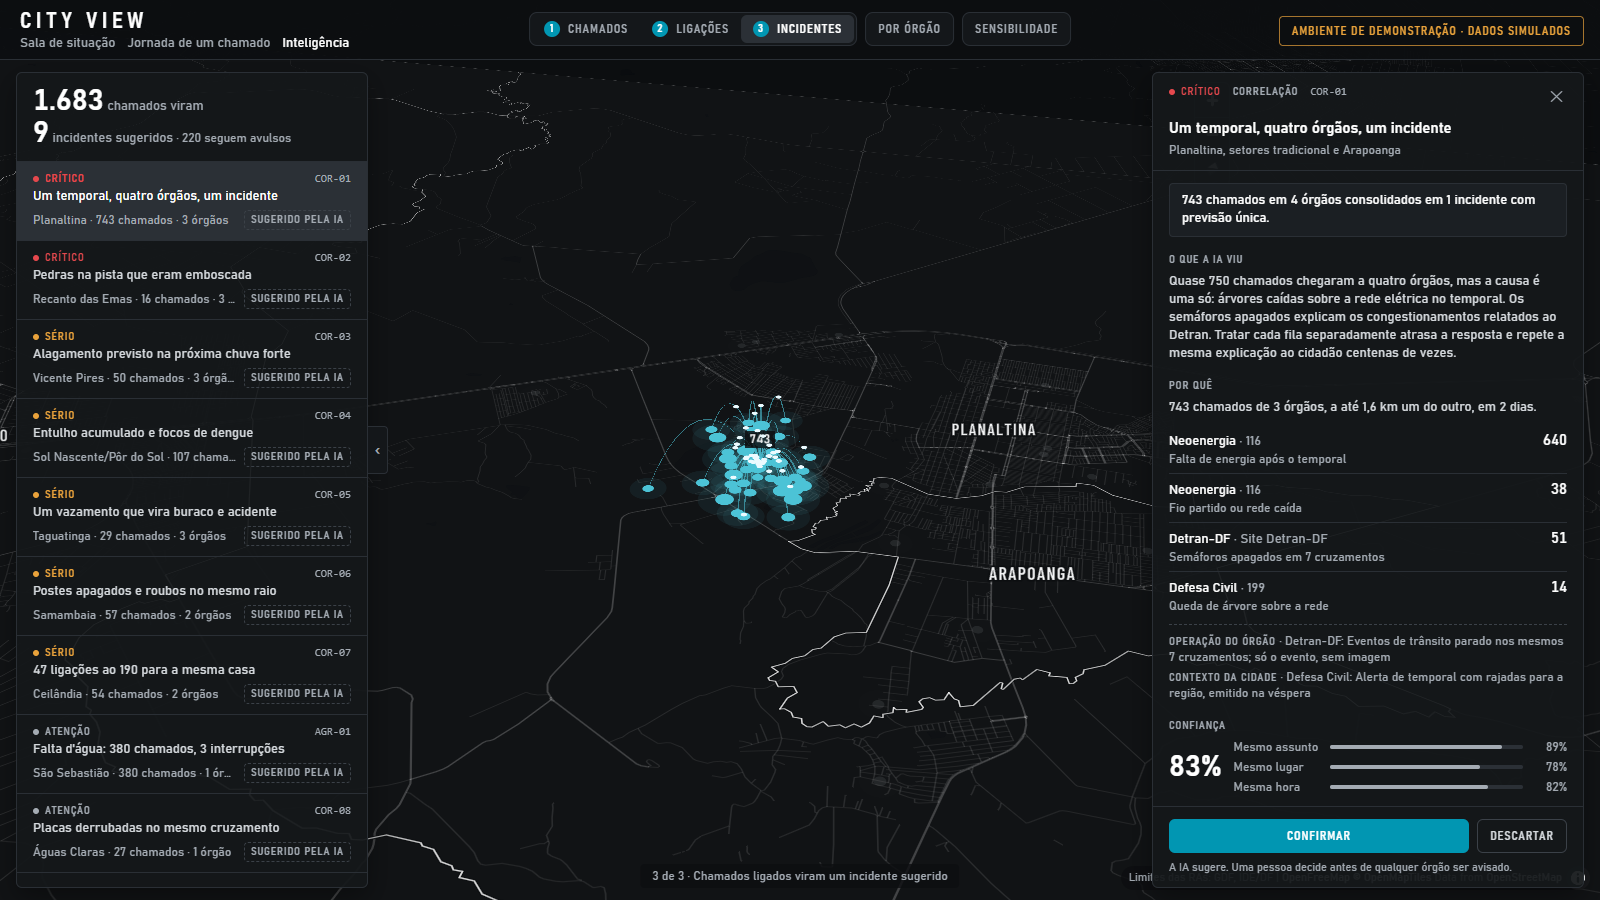 CITY VIEW
Sala de situação Jornada de um chamado Inteligência
1 CHAMADOS 2 LIGAÇÕES 3 INCIDENTES POR ÓRGÃO SENSIBILIDADE
AMBIENTE DE DEMONSTRAÇÃO · DADOS SIMULADOS
1.683 chamados viram
9 incidentes sugeridos · 220 seguem avulsos
CRÍTICO COR-01
Um temporal, quatro órgãos, um incidente
Planaltina · 743 chamados · 3 órgãos SUGERIDO PELA IA
CRÍTICO COR-02
Pedras na pista que eram emboscada
Recanto das Emas · 16 chamados · 3 … SUGERIDO PELA IA
SÉRIO COR-03
Alagamento previsto na próxima chuva forte
Vicente Pires · 50 chamados · 3 órgã… SUGERIDO PELA IA
SÉRIO COR-04
Entulho acumulado e focos de dengue
Sol Nascente/Pôr do Sol · 107 chama… SUGERIDO PELA IA
SÉRIO COR-05
Um vazamento que vira buraco e acidente
Taguatinga · 29 chamados · 3 órgãos SUGERIDO PELA IA
SÉRIO COR-06
Postes apagados e roubos no mesmo raio
Samambaia · 57 chamados · 2 órgãos SUGERIDO PELA IA
SÉRIO COR-07
47 ligações ao 190 para a mesma casa
Ceilândia · 54 chamados · 2 órgãos SUGERIDO PELA IA
ATENÇÃO AGR-01
Falta d'água: 380 chamados, 3 interrupções
São Sebastião · 380 chamados · 1 ór… SUGERIDO PELA IA
ATENÇÃO COR-08
Placas derrubadas no mesmo cruzamento
Águas Claras · 27 chamados · 1 órgão SUGERIDO PELA IA
743
PLANALTINA
ARAPOANGA
3 de 3 · Chamados ligados viram um incidente sugerido
CRÍTICO CORRELAÇÃO COR-01
Um temporal, quatro órgãos, um incidente
Planaltina, setores tradicional e Arapoanga
743 chamados em 4 órgãos consolidados em 1 incidente com
previsão única.
O QUE A IA VIU
Quase 750 chamados chegaram a quatro órgãos, mas a causa é
uma só: árvores caídas sobre a rede elétrica no temporal. Os
semáforos apagados explicam os congestionamentos relatados ao
Detran. Tratar cada fila separadamente atrasa a resposta e repete a
mesma explicação ao cidadão centenas de vezes.
POR QUÊ
743 chamados de 3 órgãos, a até 1,6 km um do outro, em 2 dias.
Neoenergia · 116 640
Falta de energia após o temporal
Neoenergia · 116 38
Fio partido ou rede caída
Detran-DF · Site Detran-DF 51
Semáforos apagados em 7 cruzamentos
Defesa Civil · 199 14
Queda de árvore sobre a rede
OPERAÇÃO DO ÓRGÃO · Detran-DF: Eventos de trânsito parado nos mesmos
7 cruzamentos; só o evento, sem imagem
CONTEXTO DA CIDADE · Defesa Civil: Alerta de temporal com rajadas para a
região, emitido na véspera
CONFIANÇA
83%
Mesmo assunto 89%
Mesmo lugar 78%
Mesma hora 82%
CONFIRMAR DESCARTAR
A IA sugere. Uma pessoa decide antes de qualquer órgão ser avisado.